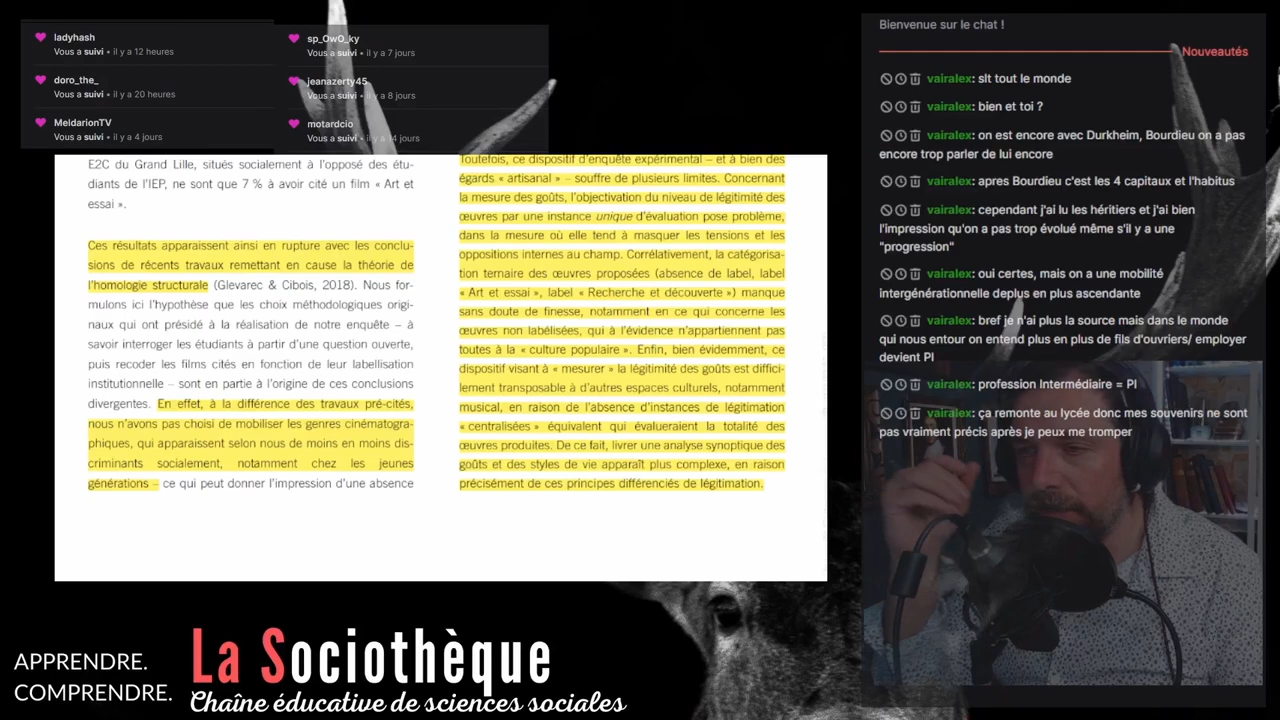 ladyhash
Vous a suivi • il y a 12 heures
doro_the_
Vous a suivi • il y a 20 heures
MeldarionTV
Vous a suivi • il y a 4 jours
sp_OwO_ky
Vous a suivi • il y a 7 jours
jeanazerty45
Vous a suivi • il y a 8 jours
motardcio
Vous a suivi • il y a 14 jours
E2C du Grand Lille, situés socialement à l'opposé des étu-
diants de l'IEP, ne sont que 7 % à avoir cité un film « Art et
essai ».
Ces résultats apparaissent ainsi en rupture avec les conclu-
sions de récents travaux remettant en cause la théorie de
l'homologie structurale (Glevarec & Cibois, 2018). Nous for-
mulons ici l'hypothèse que les choix méthodologiques origi-
naux qui ont présidé à la réalisation de notre enquête – à
savoir interroger les étudiants à partir d'une question ouverte,
puis recoder les films cités en fonction de leur labellisation
institutionnelle – sont en partie à l'origine de ces conclusions
divergentes. En effet, à la différence des travaux pré-cités,
nous n'avons pas choisi de mobiliser les genres cinématogra-
phiques, qui apparaissent selon nous de moins en moins dis-
criminants socialement, notamment chez les jeunes
générations – ce qui peut donner l'impression d'une absence
Toutefois, ce dispositif d'enquête expérimental – et à bien des
égards « artisanal » – souffre de plusieurs limites. Concernant
la mesure des goûts, l'objectivation du niveau de légitimité des
œuvres par une instance unique d'évaluation pose problème,
dans la mesure où elle tend à masquer les tensions et les
oppositions internes au champ. Corrélativement, la catégorisa-
tion ternaire des œuvres proposées (absence de label, label
« Art et essai », label « Recherche et découverte ») manque
sans doute de finesse, notamment en ce qui concerne les
œuvres non labélisées, qui à l'évidence n'appartiennent pas
toutes à la « culture populaire ». Enfin, bien évidemment, ce
dispositif visant à « mesurer » la légitimité des goûts est diffici-
lement transposable à d'autres espaces culturels, notamment
musical, en raison de l'absence d'instances de légitimation
« centralisées » équivalent qui évalueraient la totalité des
œuvres produites. De ce fait, livrer une analyse synoptique des
goûts et des styles de vie apparaît plus complexe, en raison
précisément de ces principes différenciés de légitimation.
Bienvenue sur le chat !
Nouveautés
vairalex: slt tout le monde
vairalex: bien et toi ?
vairalex: on est encore avec Durkheim, Bourdieu on a pas
encore trop parler de lui encore
vairalex: apres Bourdieu c'est les 4 capitaux et l'habitus
vairalex: cependant j'ai lu les héritiers et j'ai bien
l'impression qu'on a pas trop évolué même s'il y a une
"progression"
vairalex: oui certes, mais on a une mobilité
intergénérationnelle deplus en plus ascendante
vairalex: bref je n'ai plus la source mais dans le monde
qui nous entour on entend plus en plus de fils d'ouvriers/ employer
devient PI
vairalex: profession Intermédiaire = PI
vairalex: ça remonte au lycée donc mes souvenirs ne sont
pas vraiment précis après je peux me tromper
APPRENDRE.
COMPRENDRE.
La Sociothèque
Chaîne éducative de sciences sociales